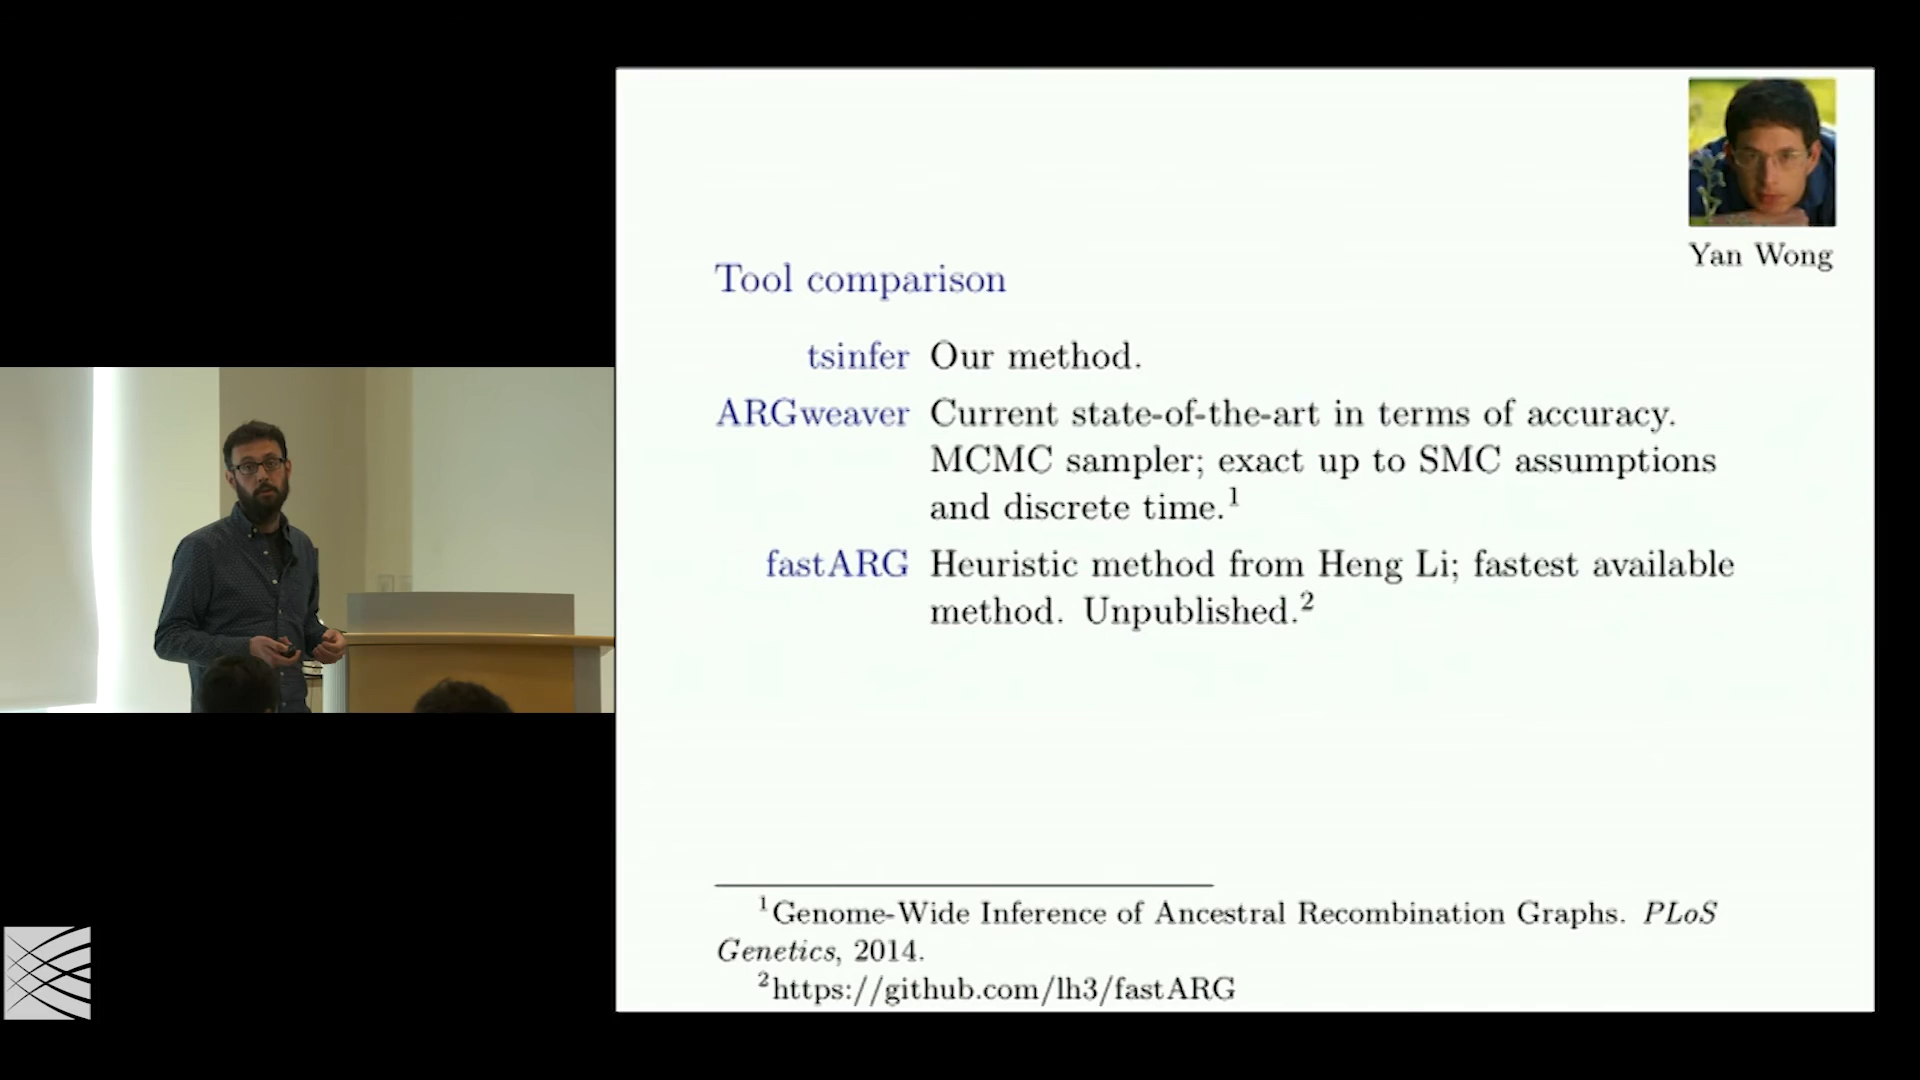 Yan Wong
Tool comparison
tsinfer Our method.
ARGweaver Current state-of-the-art in terms of accuracy.
MCMC sampler; exact up to SMC assumptions
and discrete time.¹
fastARG Heuristic method from Heng Li; fastest available
method. Unpublished.²
¹Genome-Wide Inference of Ancestral Recombination Graphs. PLoS
Genetics, 2014.
²https://github.com/lh3/fastARG